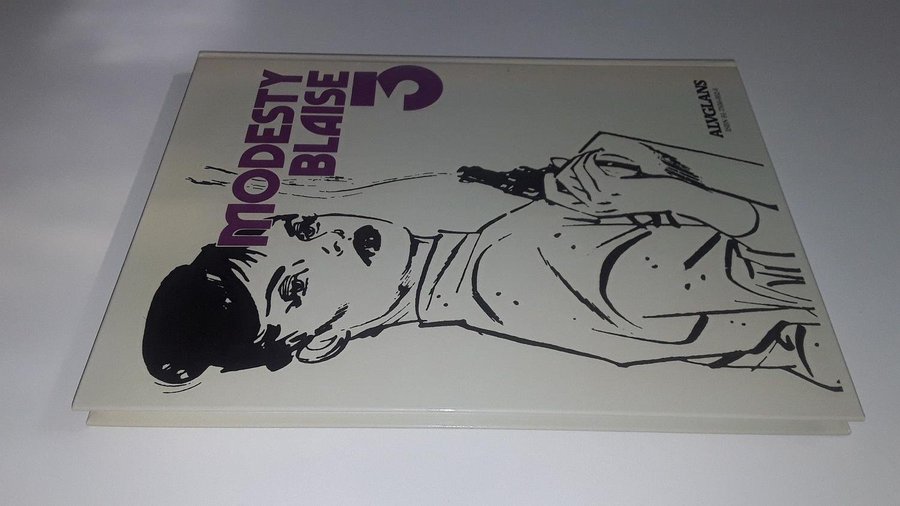 MODESTY
BLAISE
3
ALVGLANS